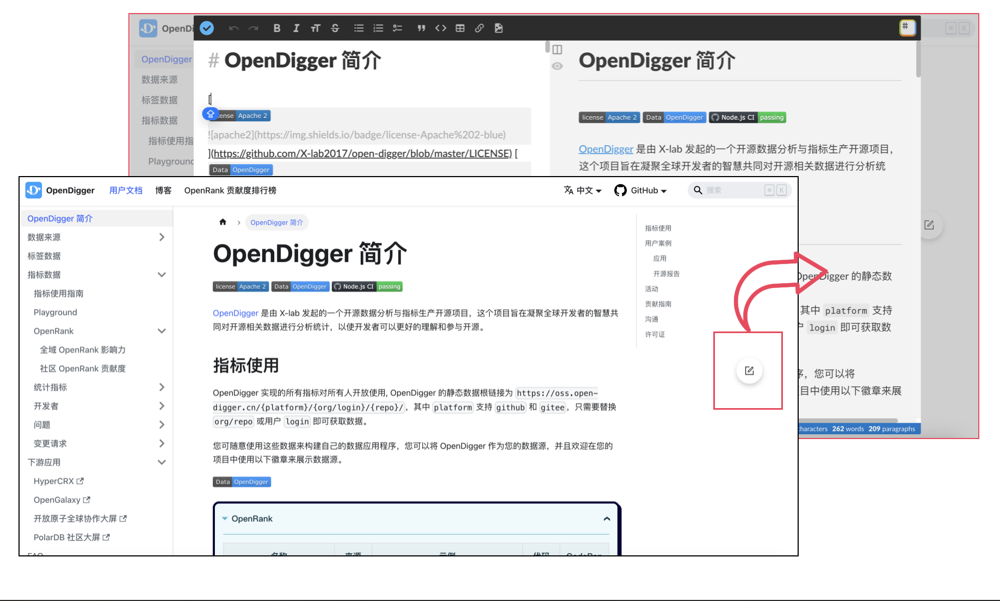 OpenDi
⌘ K
OpenDigger
数据来源
标签数据
指标数据
指标使用指
Playground
# OpenDigger 简介
[
ense Apache 2
![apache2](https://img.shields.io/badge/license-Apache%202-blue)
](https://github.com/X-lab2017/open-digger/blob/master/LICENSE) [
Data OpenDigger
OpenDigger 简介
license Apache 2 Data OpenDigger Node.js CI passing
OpenDigger 是由 X-lab 发起的一个开源数据分析与指标生产开源项目，
这个项目旨在凝聚全球开发者的智慧共同对开源相关数据进行分析统
OpenDigger 的静态数
其中 platform 支持
login 即可获取数
序，您可以将
目中使用以下徽章来展
characters 262 words 209 paragraphs
OpenDigger 用户文档 博客 OpenRank 贡献度排行榜 中文 GitHub 搜索 ⌘ K
OpenDigger 简介
数据来源
标签数据
指标数据
指标使用指南
Playground
OpenRank
全域 OpenRank 影响力
社区 OpenRank 贡献度
统计指标
开发者
问题
变更请求
下游应用
HyperCRX
OpenGalaxy
开放原子全球协作大屏
PolarDB 社区大屏
FAQ
OpenDigger 简介
OpenDigger 简介
license Apache 2 Data OpenDigger Node.js CI passing
OpenDigger 是由 X-lab 发起的一个开源数据分析与指标生产开源项目，这个项目旨在凝聚全球开发者的智慧共
同对开源相关数据进行分析统计，以使开发者可以更好的理解和参与开源。
指标使用
OpenDigger 实现的所有指标对所有人开放使用, OpenDigger 的静态数据根链接为 https://oss.open-
digger.cn/{platform}/{org/login}/{repo}/，其中 platform 支持 github 和 gitee，只需要替换
org/repo 或用户 login 即可获取数据。
您可随意使用这些数据来构建自己的数据应用程序，您可以将 OpenDigger 作为您的数据源，并且欢迎在您的
项目中使用以下徽章来展示数据源。
Data OpenDigger
OpenRank
名称 来源 示例 代码 CodeRen
指标使用
用户案例
应用
开源报告
活动
贡献指南
沟通
许可证